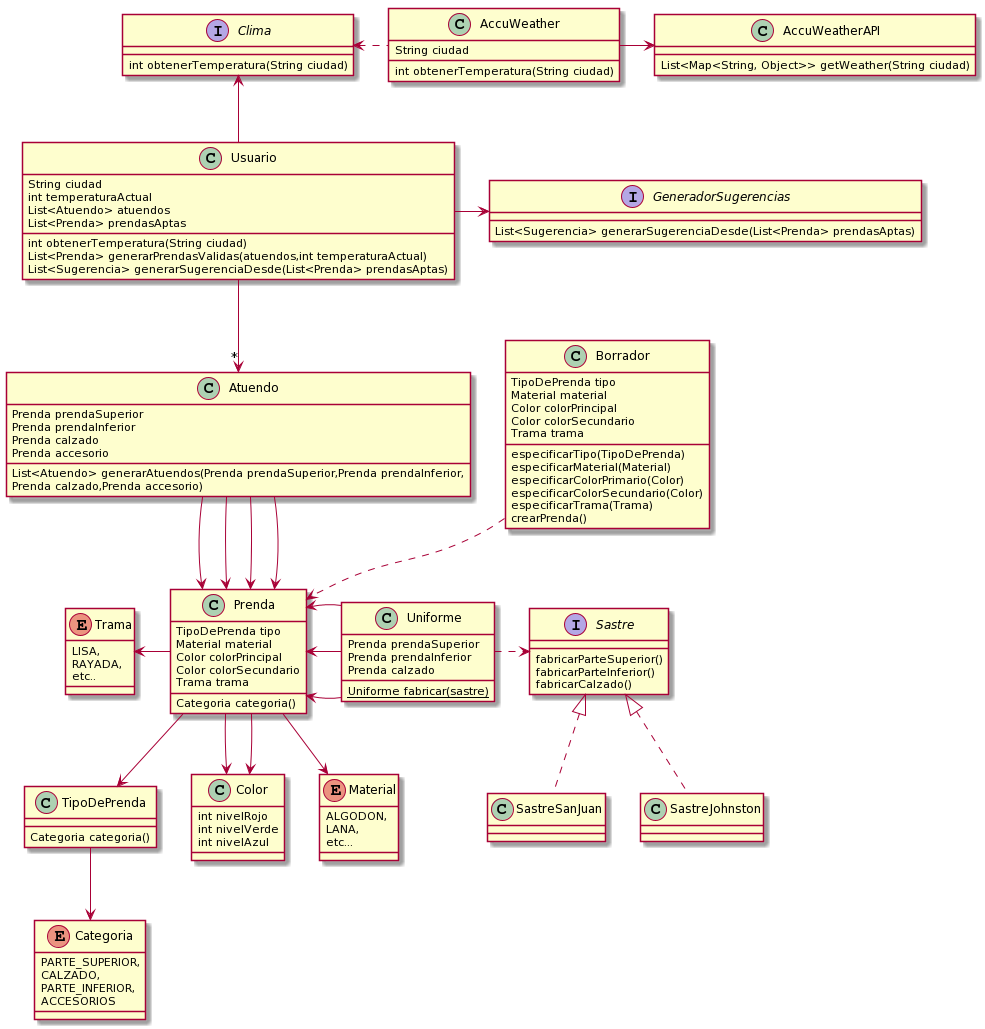 I Clima
int obtenerTemperatura(String ciudad)
C AccuWeather
String ciudad
int obtenerTemperatura(String ciudad)
C AccuWeatherAPI
List<Map<String, Object>> getWeather(String ciudad)
C Usuario
String ciudad
int temperaturaActual
List<Atuendo> atuendos
List<Prenda> prendasAptas
int obtenerTemperatura(String ciudad)
List<Prenda> generarPrendasValidas(atuendos,int temperaturaActual)
List<Sugerencia> generarSugerenciaDesde(List<Prenda> prendasAptas)
I GeneradorSugerencias
List<Sugerencia> generarSugerenciaDesde(List<Prenda> prendasAptas)
*
C Atuendo
Prenda prendaSuperior
Prenda prendaInferior
Prenda calzado
Prenda accesorio
List<Atuendo> generarAtuendos(Prenda prendaSuperior,Prenda prendaInferior,
Prenda calzado,Prenda accesorio)
C Borrador
TipoDePrenda tipo
Material material
Color colorPrincipal
Color colorSecundario
Trama trama
especificarTipo(TipoDePrenda)
especificarMaterial(Material)
especificarColorPrimario(Color)
especificarColorSecundario(Color)
especificarTrama(Trama)
crearPrenda()
E Trama
LISA,
RAYADA,
etc..
C Prenda
TipoDePrenda tipo
Material material
Color colorPrincipal
Color colorSecundario
Trama trama
Categoria categoria()
C Uniforme
Prenda prendaSuperior
Prenda prendaInferior
Prenda calzado
Uniforme fabricar(sastre)
I Sastre
fabricarParteSuperior()
fabricarParteInferior()
fabricarCalzado()
C TipoDePrenda
Categoria categoria()
C Color
int nivelRojo
int nivelVerde
int nivelAzul
E Material
ALGODON,
LANA,
etc...
C SastreSanJuan
C SastreJohnston
E Categoria
PARTE_SUPERIOR,
CALZADO,
PARTE_INFERIOR,
ACCESORIOS